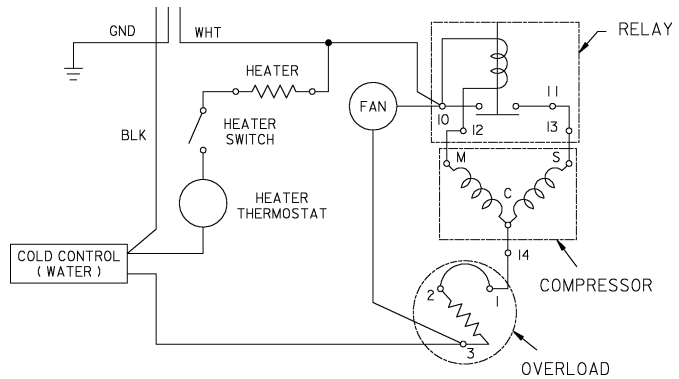 GND
WHT
RELAY
HEATER
FAN
10
11
12
13
BLK
HEATER
SWITCH
M
S
C
HEATER
THERMOSTAT
14
COLD CONTROL
( WATER )
COMPRESSOR
2
1
3
OVERLOAD